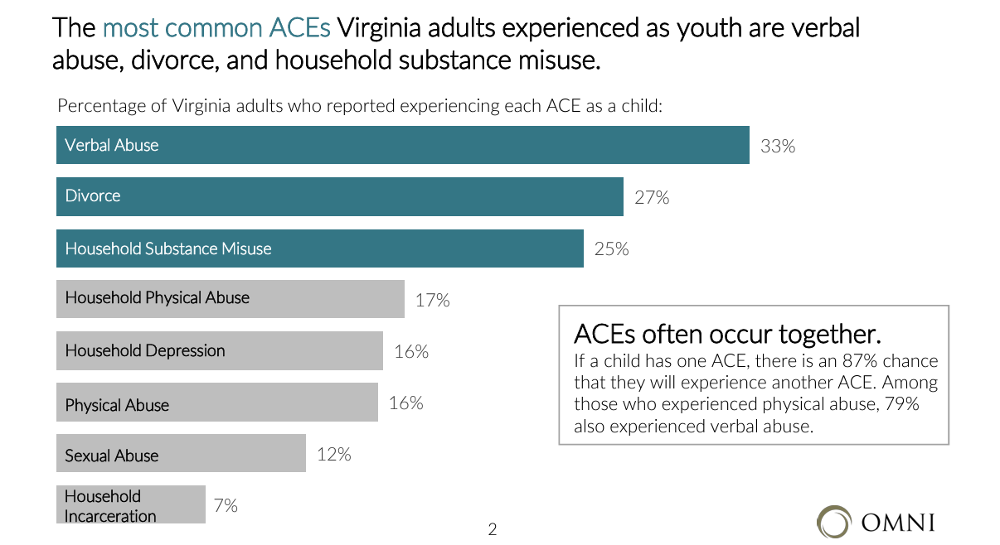 The most common ACEs Virginia adults experienced as youth are verbal
abuse, divorce, and household substance misuse.
Percentage of Virginia adults who reported experiencing each ACE as a child:
Verbal Abuse 33%
Divorce 27%
Household Substance Misuse 25%
Household Physical Abuse 17%
Household Depression 16%
Physical Abuse 16%
Sexual Abuse 12%
Household
Incarceration 7%
ACEs often occur together.
If a child has one ACE, there is an 87% chance
that they will experience another ACE. Among
those who experienced physical abuse, 79%
also experienced verbal abuse.
2
OMNI